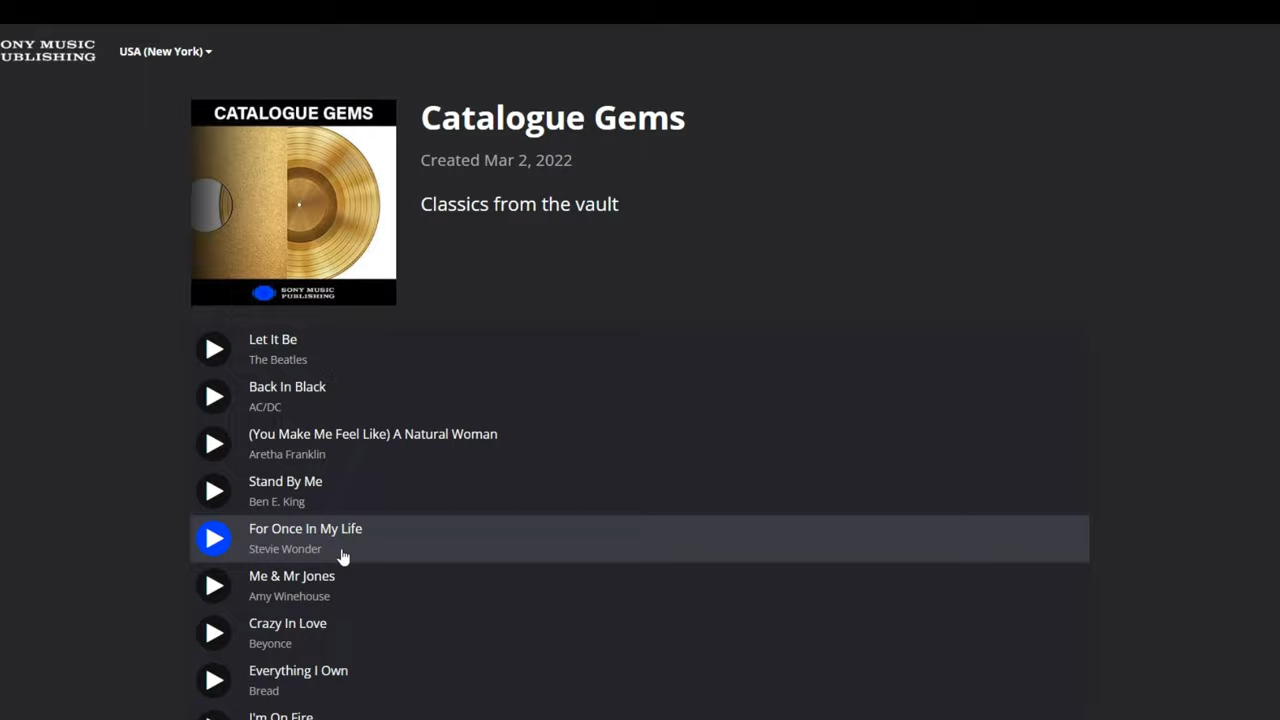 ONY MUSIC
UBLISHING
USA (New York)
CATALOGUE GEMS
SONY MUSIC
PUBLISHING
Catalogue Gems
Created Mar 2, 2022
Classics from the vault
Let It Be
The Beatles
Back In Black
AC/DC
(You Make Me Feel Like) A Natural Woman
Aretha Franklin
Stand By Me
Ben E. King
For Once In My Life
Stevie Wonder
Me & Mr Jones
Amy Winehouse
Crazy In Love
Beyonce
Everything I Own
Bread
I'm On Fire